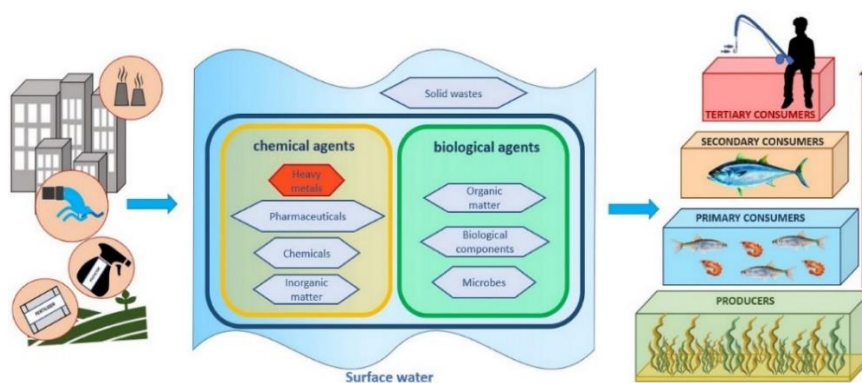 Solid wastes
chemical agents
Heavy
metals
Pharmaceuticals
Chemicals
Inorganic
matter
biological agents
Organic
matter
Biological
components
Microbes
Surface water
FERTILISER
TERTIARY CONSUMERS
SECONDARY CONSUMERS
PRIMARY CONSUMERS
PRODUCERS